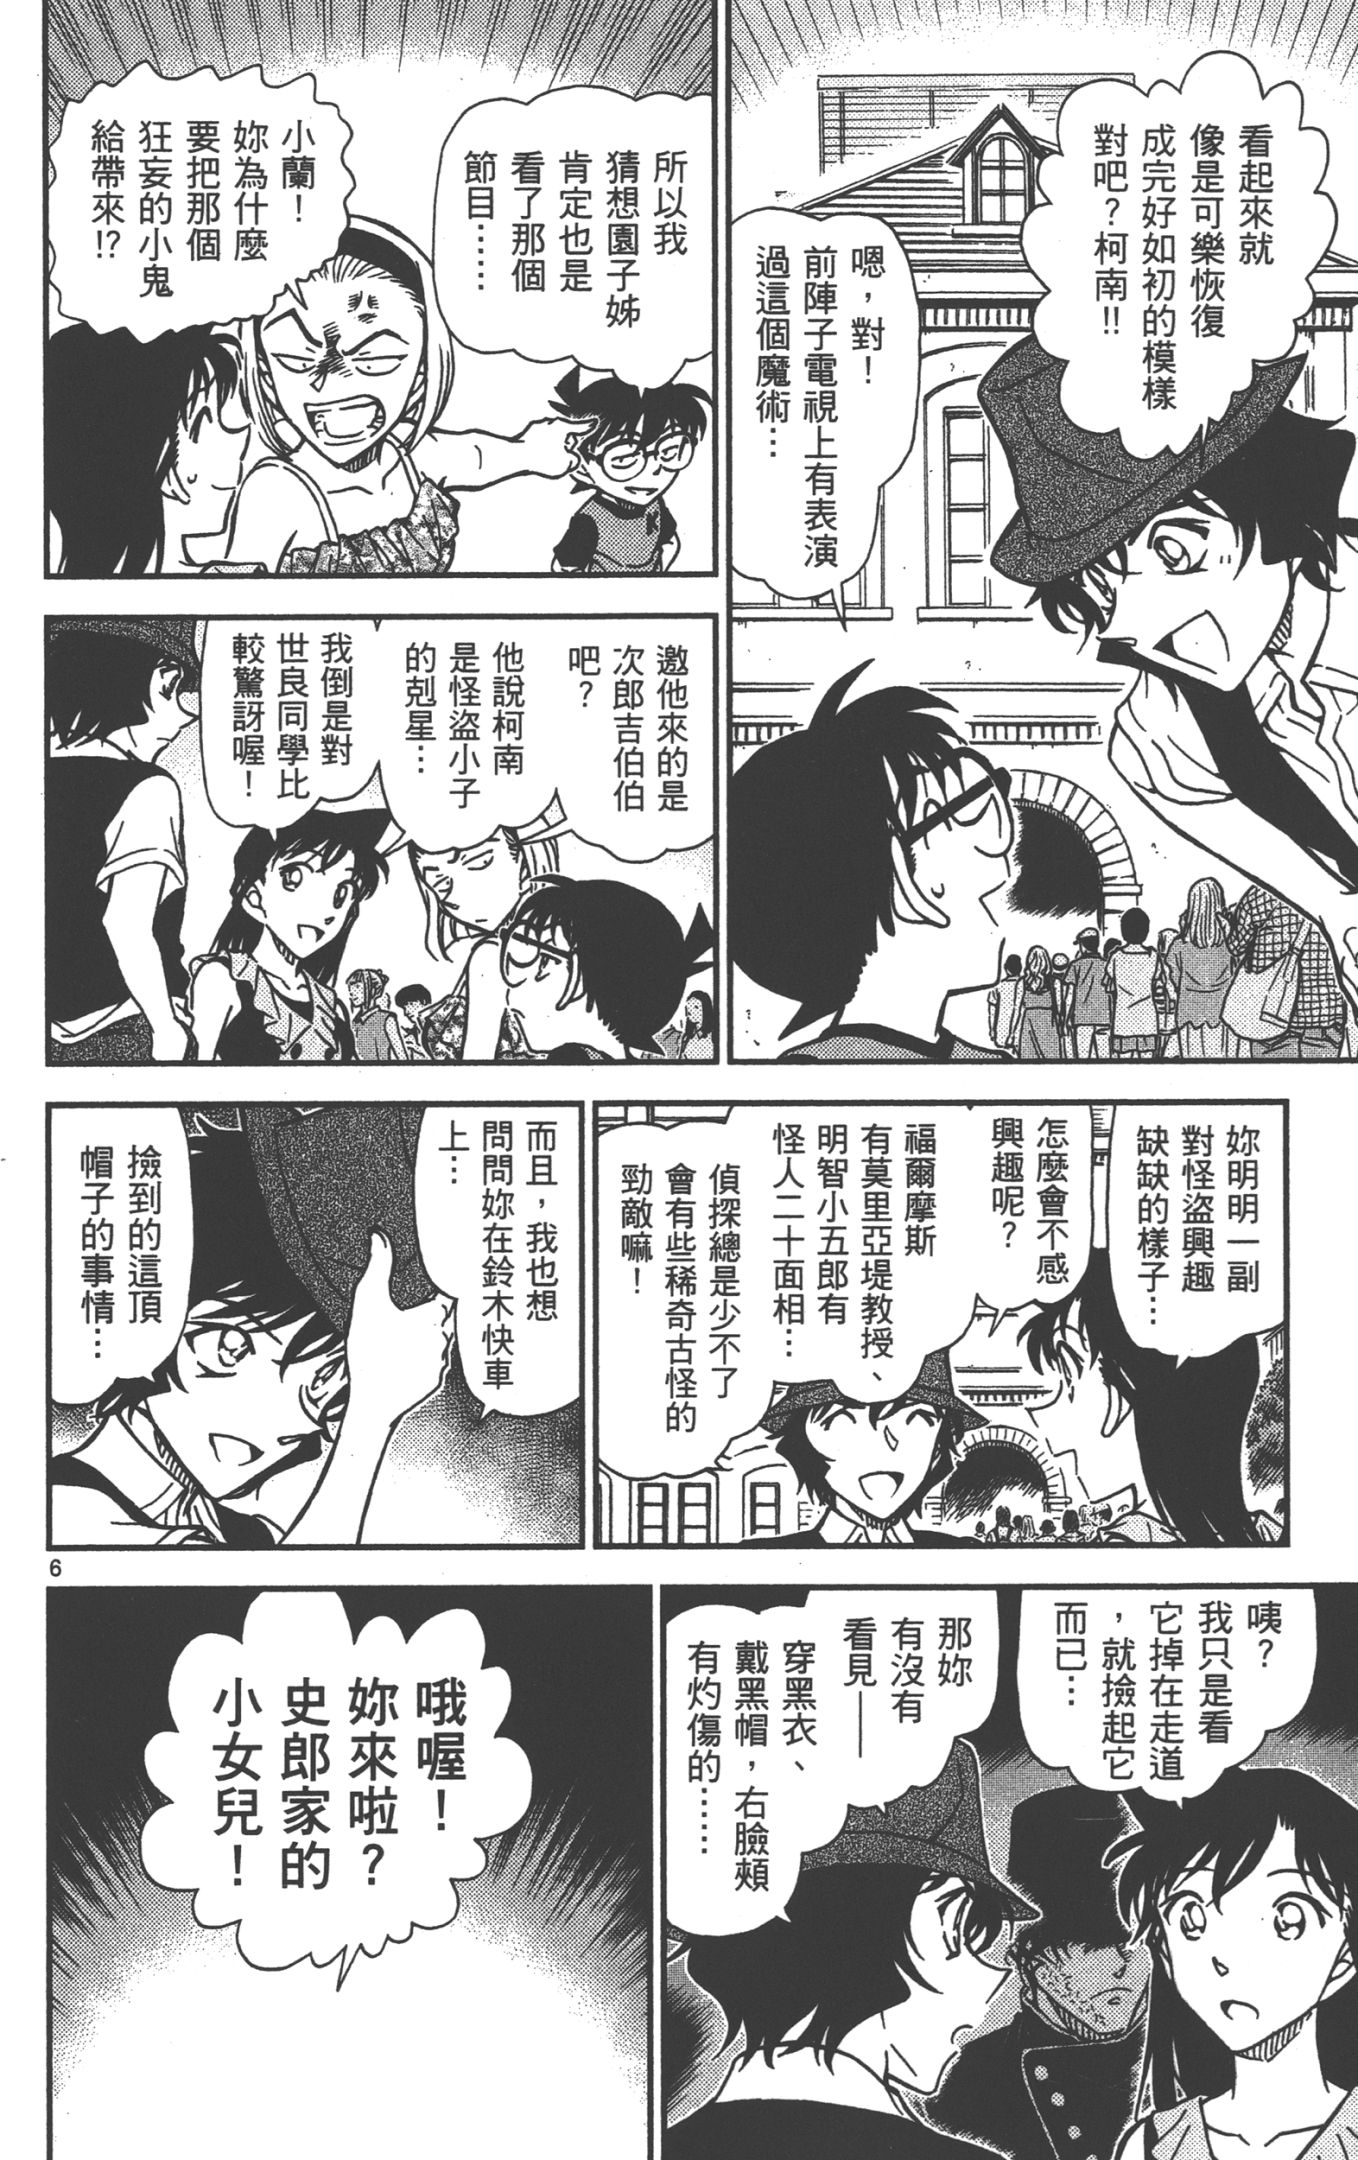 看起來就
像是可樂恢復
成完好如初的模樣
對吧？柯南!!
嗯，對！
前陣子電視上有表演
過這個魔術…
所以我
猜想園子姊
肯定也是
看了那個
節目……
小蘭！
妳為什麼
要把那個
狂妄的小鬼
給帶來!?
邀他來的是
次郎吉伯伯
吧？
他說柯南
是怪盜小子
的剋星…
我倒是對
世良同學比
較驚訝喔！
妳明明一副
對怪盜興趣
缺缺的樣子…
怎麼會不感
興趣呢？
福爾摩斯
有莫里亞堤教授、
明智小五郎有
怪人二十面相…
偵探總是少不了
會有些稀奇古怪的
勁敵嘛！
而且，我也想
問問妳在鈴木快車
上…
撿到的這頂
帽子的事情…
咦？
我只是看
它掉在走道
，就撿起它
而已…
那妳
有沒有
看見——
穿黑衣、
戴黑帽，右臉頰
有灼傷的……
哦喔！
妳來啦？
史郎家的
小女兒！
6
K